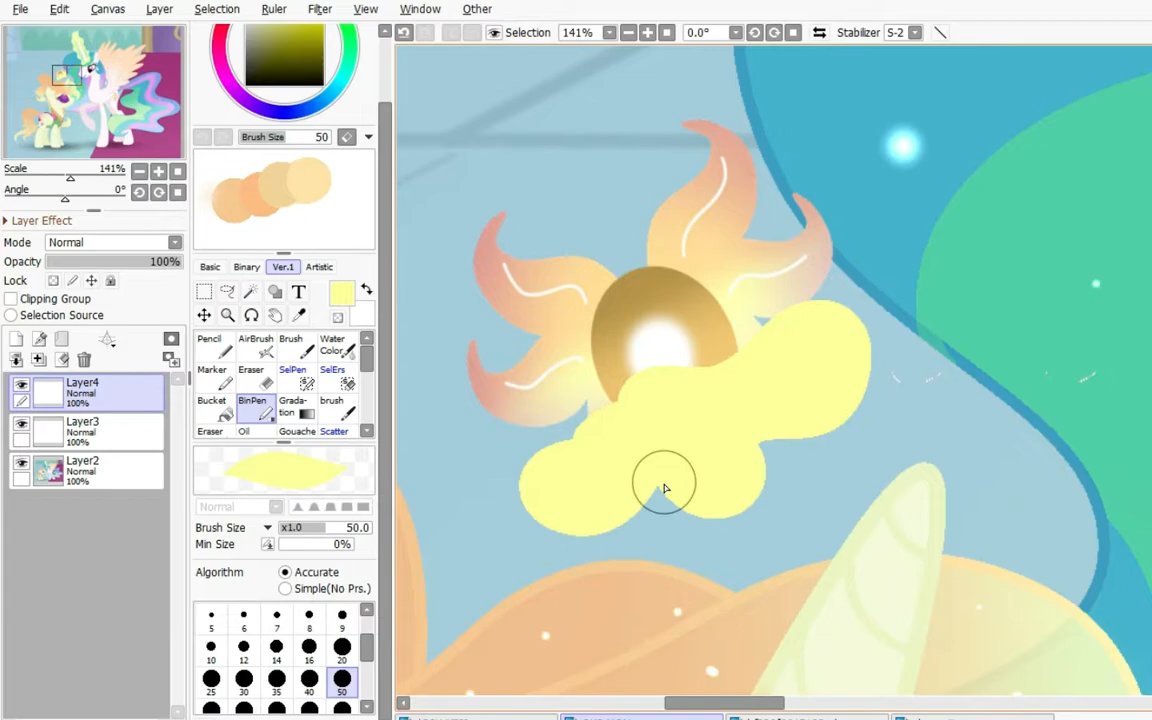 File Edit Canvas Layer Selection Ruler Filter View Window Other
Selection 141% 0.0° Stabilizer S-2
Brush Size 50
Scale 141%
Angle 0°
Layer Effect
Mode Normal
Opacity 100%
Lock
Clipping Group
Selection Source
Basic Binary Ver.1 Artistic
T
Pencil AirBrush Brush Water Color
Marker Eraser SelPen SelErs
Bucket BinPen Grada-tion brush
Eraser Oil Gouache Scatter
Layer4
Normal
100%
Layer3
Normal
100%
Layer2
Normal
100%
Normal
Brush Size x1.0 50.0
Min Size 0%
Algorithm Accurate
Simple(No Prs.)
5 6 7 8 9
10 12 14 16 20
25 30 35 40 50